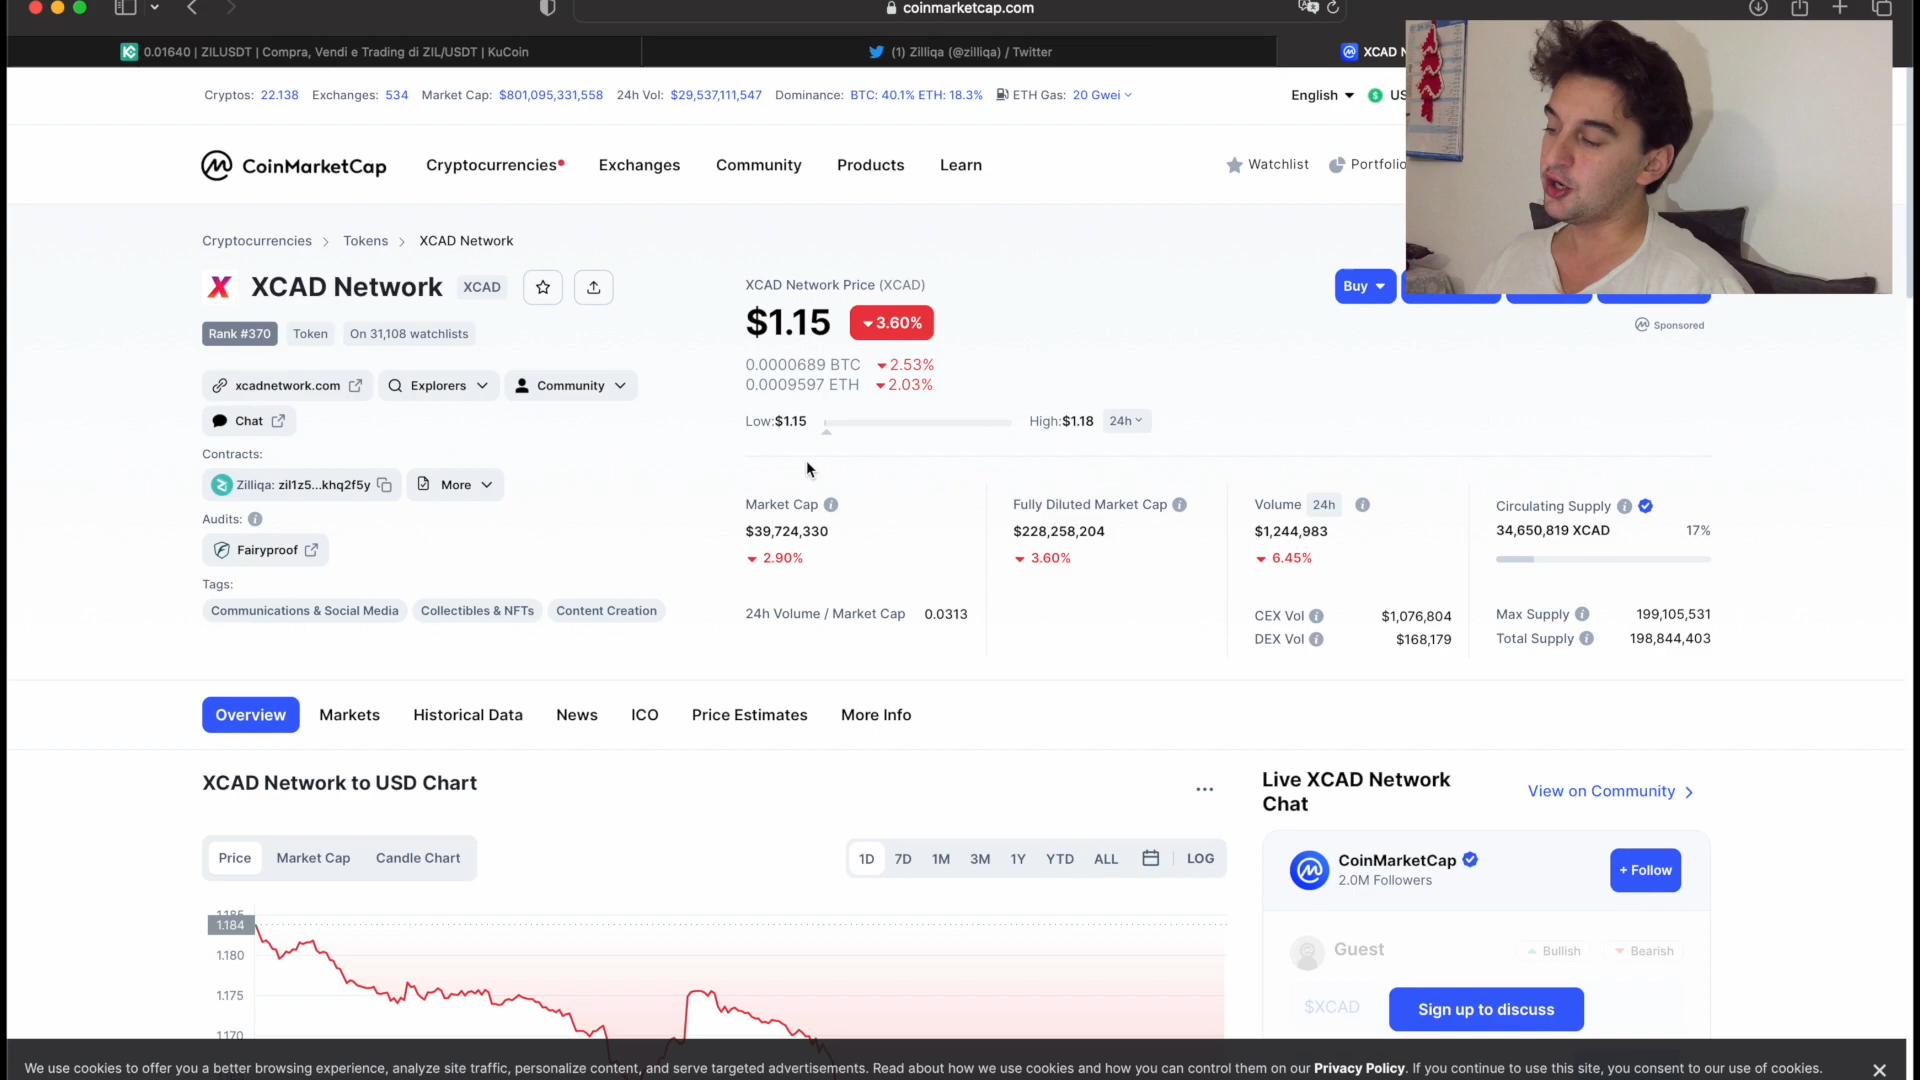 coinmarketcap.com
0.01640 | ZILUSDT | Compra, Vendi e Trading di ZIL/USDT | KuCoin
(1) Zilliqa (@zilliqa) / Twitter
XCAD
Cryptos: 22.138 Exchanges: 534 Market Cap: $801,095,331,558 24h Vol: $29,537,111,547 Dominance: BTC: 40.1% ETH: 18.3% ETH Gas: 20 Gwei
English
CoinMarketCap
Cryptocurrencies Exchanges Community Products Learn
Watchlist Portfolio
Cryptocurrencies > Tokens > XCAD Network
XCAD Network XCAD
Rank #370 Token On 31,108 watchlists
xcadnetwork.com Explorers Community
Chat
Contracts:
Zilliqa: zil1z5...khq2f5y More
Audits:
Fairyproof
Tags:
Communications & Social Media Collectibles & NFTs Content Creation
XCAD Network Price (XCAD)
$1.15 3.60%
0.0000689 BTC 2.53%
0.0009597 ETH 2.03%
Low:$1.15 High:$1.18 24h
Buy
Sponsored
Market Cap
$39,724,330
2.90%
24h Volume / Market Cap 0.0313
Fully Diluted Market Cap
$228,258,204
3.60%
Volume 24h
$1,244,983
6.45%
CEX Vol $1,076,804
DEX Vol $168,179
Circulating Supply
34,650,819 XCAD 17%
Max Supply 199,105,531
Total Supply 198,844,403
Overview Markets Historical Data News ICO Price Estimates More Info
XCAD Network to USD Chart
Price Market Cap Candle Chart
1D 7D 1M 3M 1Y YTD ALL LOG
1.185
1.184
1.180
1.175
1.170
Live XCAD Network
Chat
View on Community
CoinMarketCap
2.0M Followers
+ Follow
Guest
Bullish Bearish
$XCAD
Sign up to discuss
We use cookies to offer you a better browsing experience, analyze site traffic, personalize content, and serve targeted advertisements. Read about how we use cookies and how you can control them on our Privacy Policy. If you continue to use this site, you consent to our use of cookies.